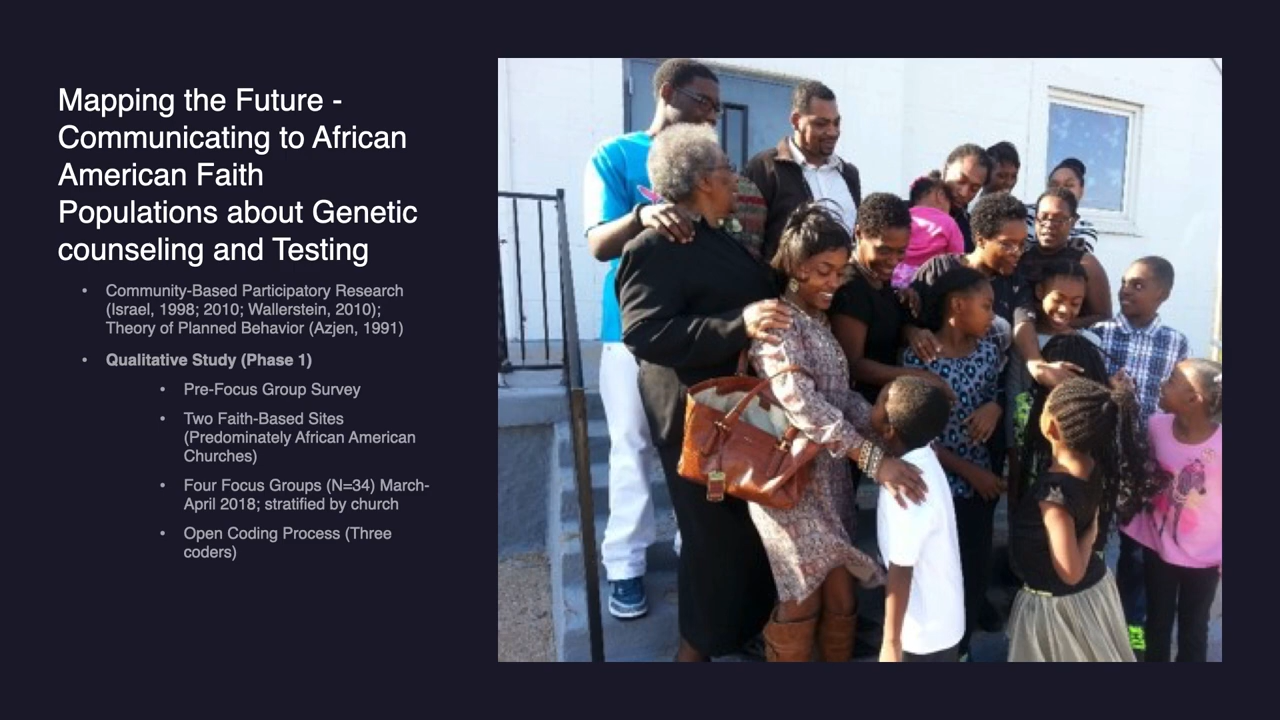 Mapping the Future -
Communicating to African
American Faith
Populations about Genetic
counseling and Testing
• Community-Based Participatory Research
(Israel, 1998; 2010; Wallerstein, 2010);
Theory of Planned Behavior (Azjen, 1991)
• Qualitative Study (Phase 1)
• Pre-Focus Group Survey
• Two Faith-Based Sites
(Predominately African American
Churches)
• Four Focus Groups (N=34) March-
April 2018; stratified by church
• Open Coding Process (Three
coders)